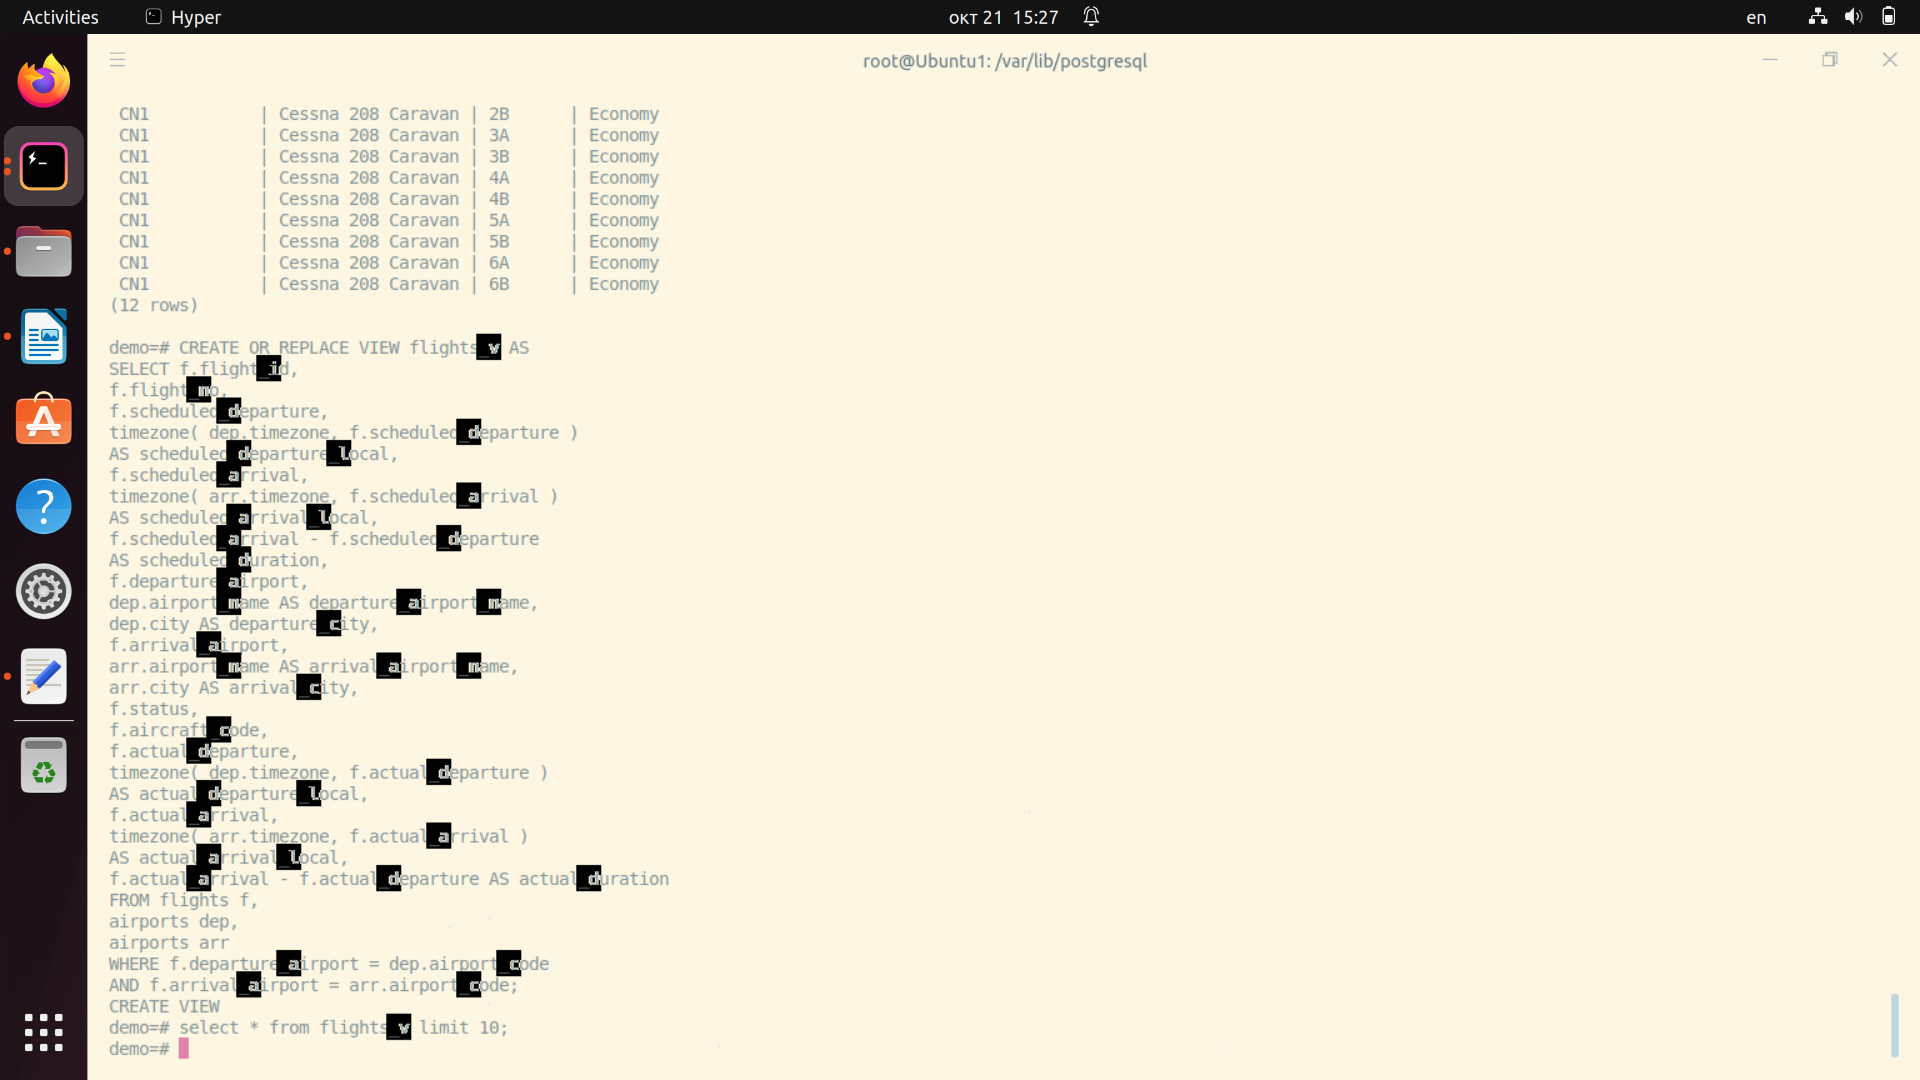 Activities Hyper окт 21 15:27 en
root@Ubuntu1: /var/lib/postgresql
CN1 | Cessna 208 Caravan | 2B | Economy
CN1 | Cessna 208 Caravan | 3A | Economy
CN1 | Cessna 208 Caravan | 3B | Economy
CN1 | Cessna 208 Caravan | 4A | Economy
CN1 | Cessna 208 Caravan | 4B | Economy
CN1 | Cessna 208 Caravan | 5A | Economy
CN1 | Cessna 208 Caravan | 5B | Economy
CN1 | Cessna 208 Caravan | 6A | Economy
CN1 | Cessna 208 Caravan | 6B | Economy
(12 rows)
demo=# CREATE OR REPLACE VIEW flights_v AS
SELECT f.flight_id,
f.flight_no,
f.scheduled_departure,
timezone( dep.timezone, f.scheduled_departure )
AS scheduled_departure_local,
f.scheduled_arrival,
timezone( arr.timezone, f.scheduled_arrival )
AS scheduled_arrival_local,
f.scheduled_arrival - f.scheduled_departure
AS scheduled_duration,
f.departure_airport,
dep.airport_name AS departure_airport_name,
dep.city AS departure_city,
f.arrival_airport,
arr.airport_name AS arrival_airport_name,
arr.city AS arrival_city,
f.status,
f.aircraft_code,
f.actual_departure,
timezone( dep.timezone, f.actual_departure )
AS actual_departure_local,
f.actual_arrival,
timezone( arr.timezone, f.actual_arrival )
AS actual_arrival_local,
f.actual_arrival - f.actual_departure AS actual_duration
FROM flights f,
airports dep,
airports arr
WHERE f.departure_airport = dep.airport_code
AND f.arrival_airport = arr.airport_code;
CREATE VIEW
demo=# select * from flights_v limit 10;
demo=#